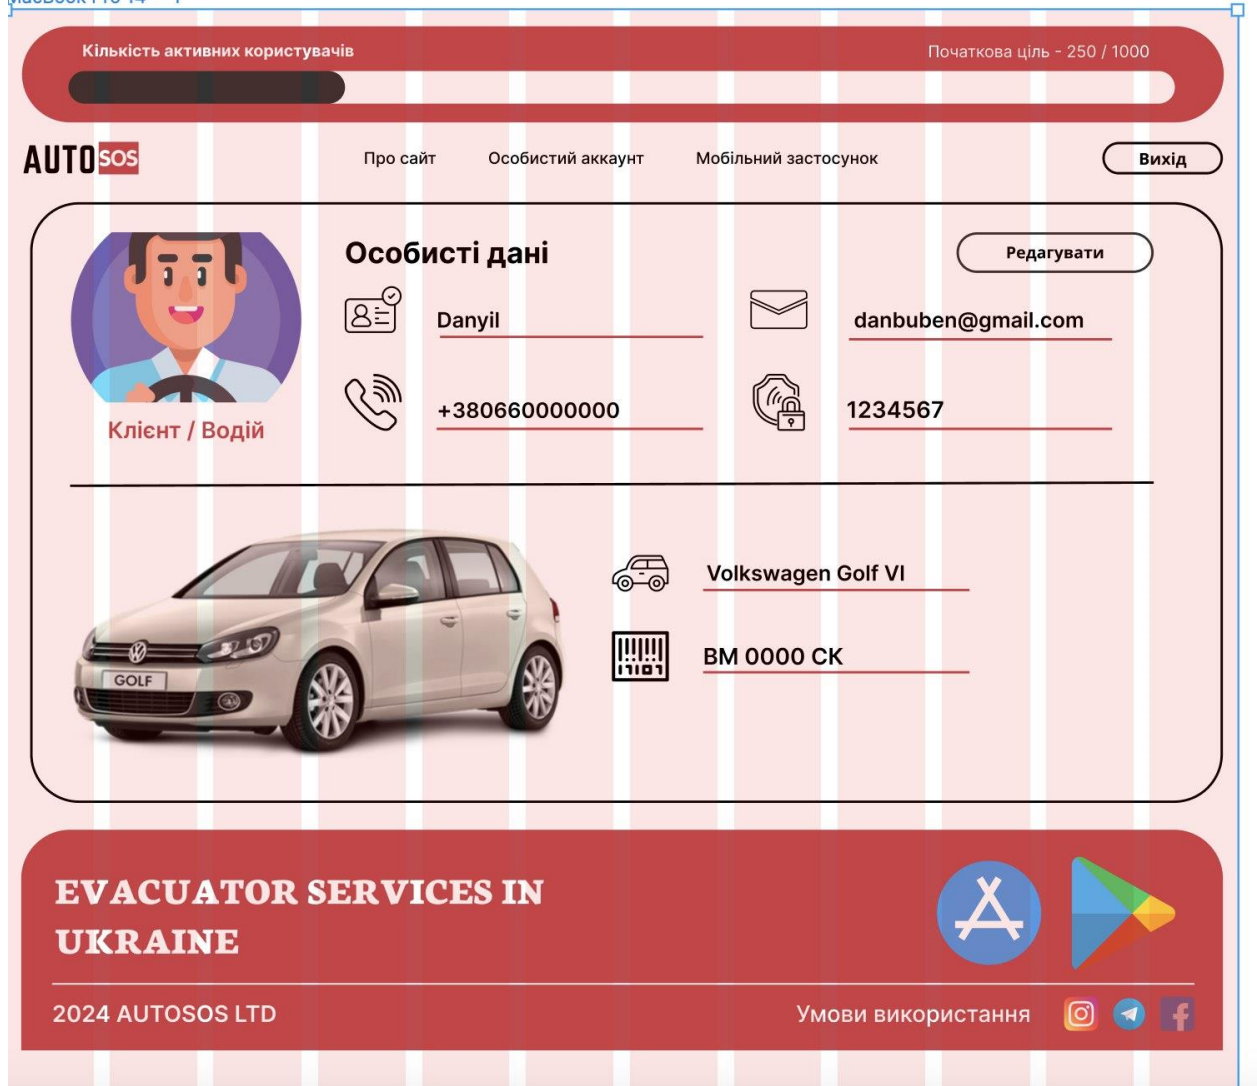 Кількість активних користувачів
Початкова ціль - 250 / 1000
AUTO SOS
Про сайт
Особистий аккаунт
Мобільний застосунок
Вихід
Особисті дані
Редагувати
Danyil
danbuben@gmail.com
+380660000000
1234567
Клієнт / Водій
Volkswagen Golf VI
GOLF
BM 0000 CK
EVACUATOR SERVICES IN
UKRAINE
2024 AUTOSOS LTD
Умови використання